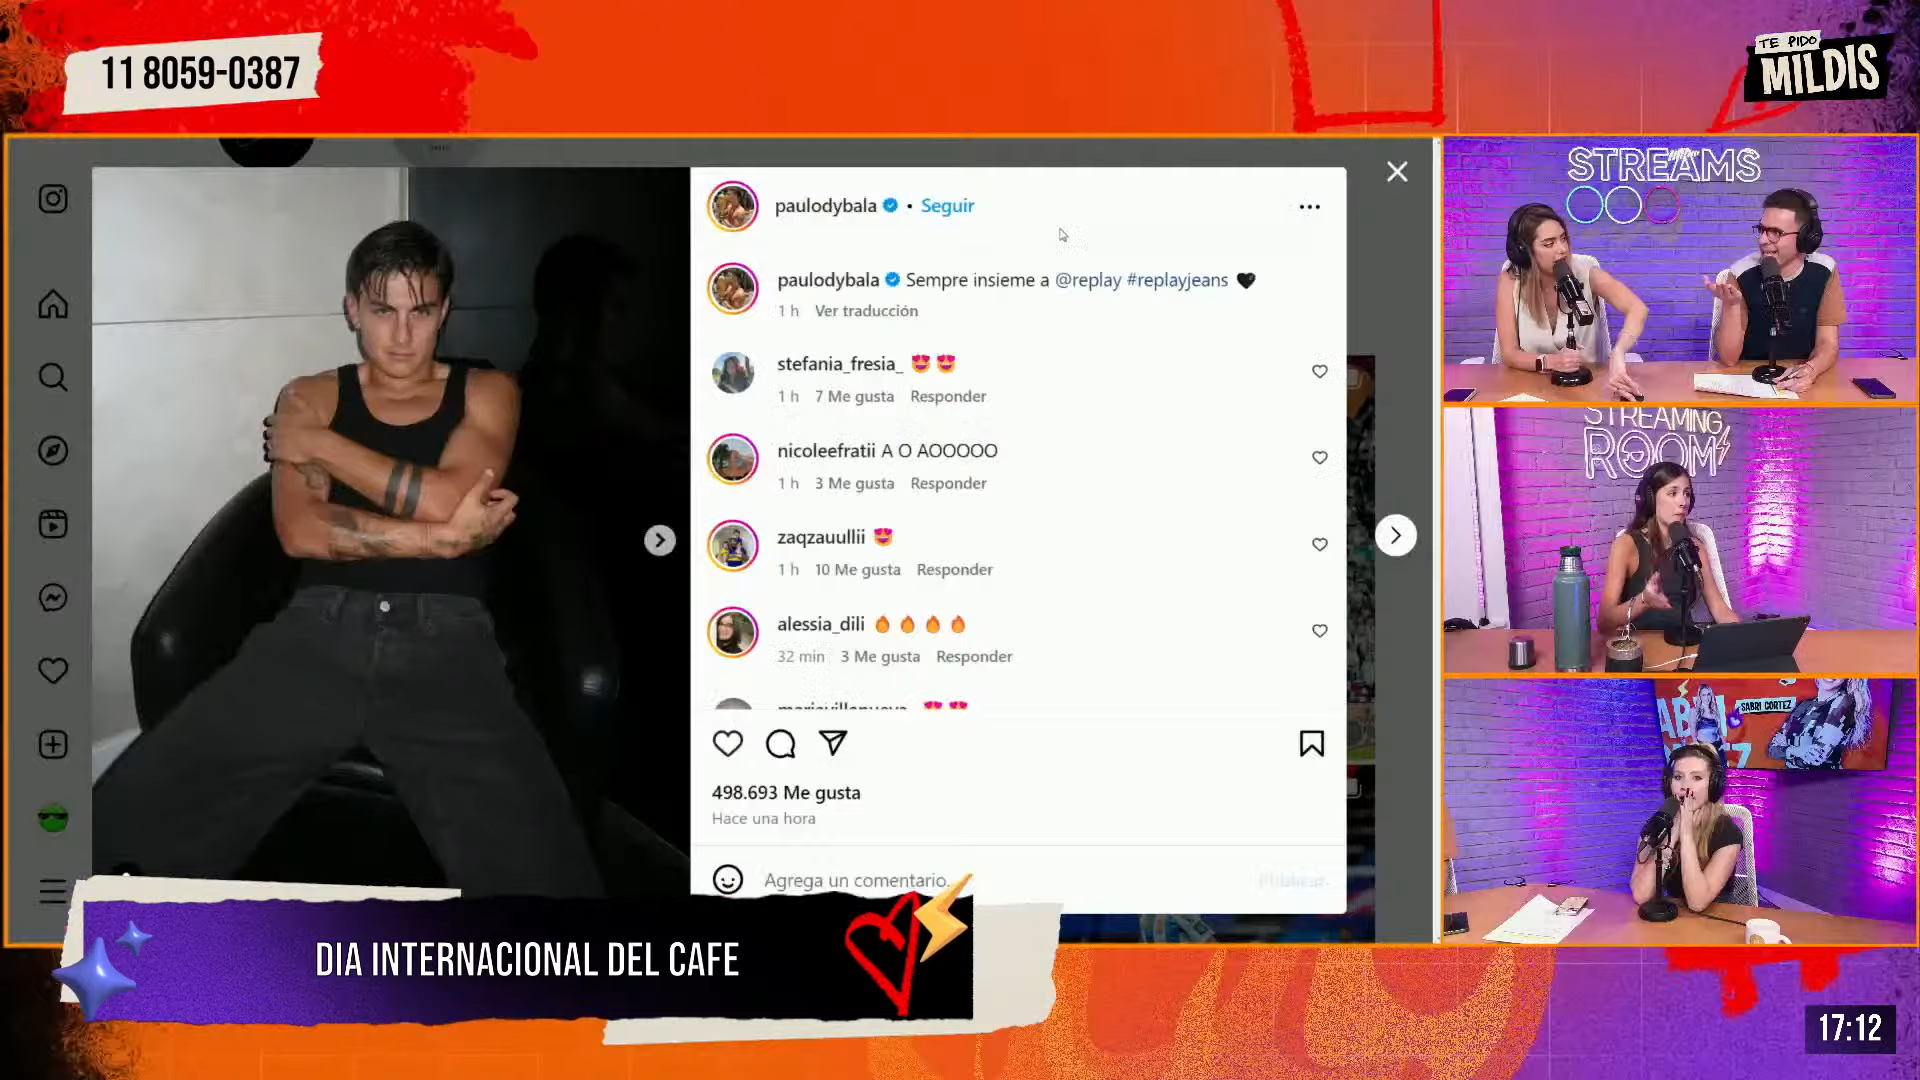 11 8059-0387
TE PIDO
MILDIS
paulodybala • Seguir
paulodybala Sempre insieme a @replay #replayjeans 🖤
1 h Ver traducción
stefania_fresia_ 😍 😍
1 h 7 Me gusta Responder
nicoleefratii A O AOOOOO
1 h 3 Me gusta Responder
zaqzauullii 😍
1 h 10 Me gusta Responder
alessia_dili 🔥 🔥 🔥 🔥
32 min 3 Me gusta Responder
498.693 Me gusta
Hace una hora
Agrega un comentario.
Publicar
STREAMS
STREAMING
ROOM
SABRI CORTEZ
DIA INTERNACIONAL DEL CAFE
17:12